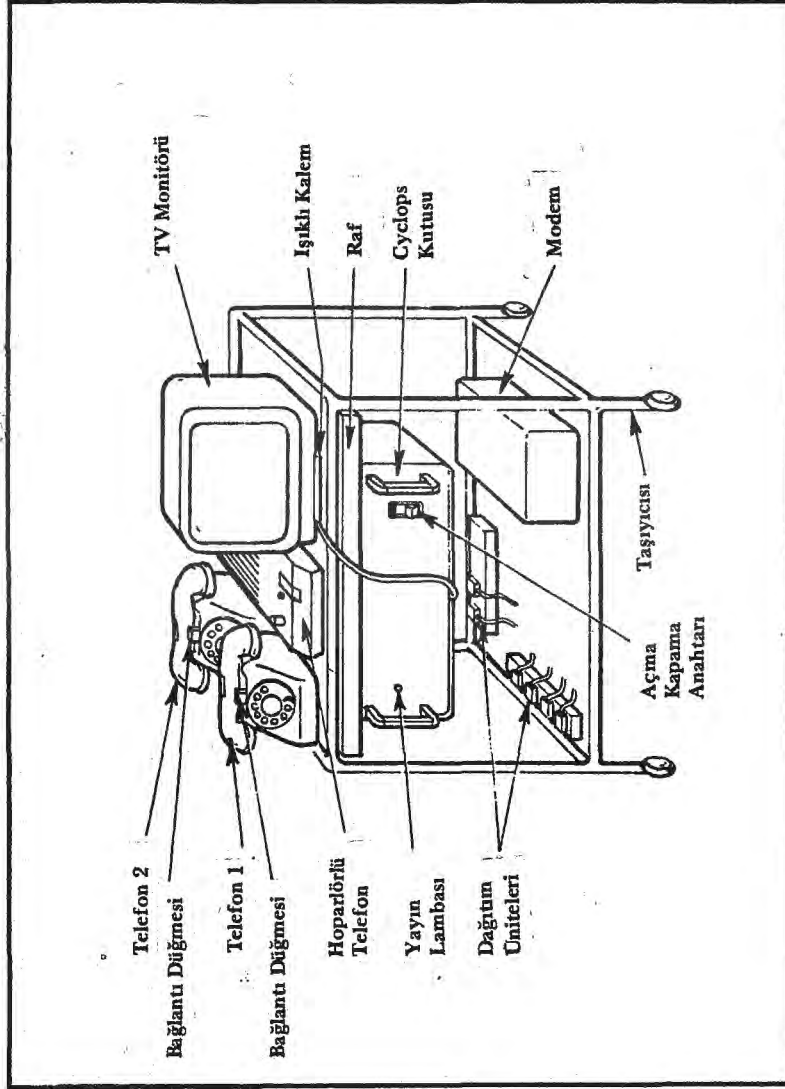 Telefon 2
Bağlantı Düğmesi
Telefon 1
Bağlantı Düğmesi
Hoparlörlü
Telefon
Yayın
Lambası
Dağıtım
Üniteleri
TV Monitörü
Işıklı Kalem
Raf
Cyclops
Kutusu
Modem
Taşıyıcısı
Açma
Kapama
Anahtarı